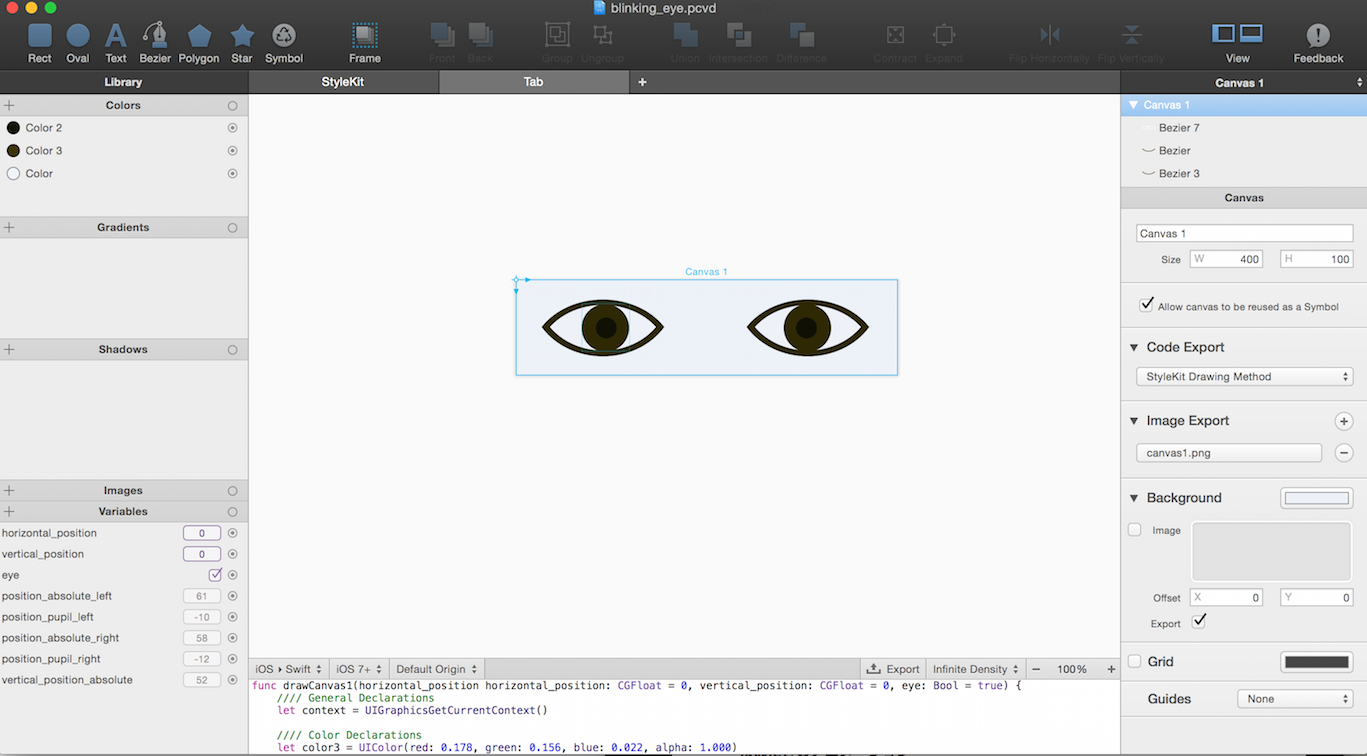 blinking_eye.pcvd
Rect Oval Text Bezier Polygon Star Symbol Frame Front Back Group Ungroup Union Intersection Difference Contract Expand Flip Horizontally Flip Vertically View Feedback
Library StyleKit Tab + Canvas 1
Colors
Color 2
Color 3
Color
Gradients
Shadows
Images
Variables
horizontal_position 0
vertical_position 0
eye
position_absolute_left 61
position_pupil_left -10
position_absolute_right 58
position_pupil_right -12
vertical_position_absolute 52
Canvas 1
iOS ▸ Swift iOS 7+ Default Origin Export Infinite Density − 100% +
func drawCanvas1(horizontal_position horizontal_position: CGFloat = 0, vertical_position: CGFloat = 0, eye: Bool = true) {
//// General Declarations
let context = UIGraphicsGetCurrentContext()
//// Color Declarations
let color3 = UIColor(red: 0.178, green: 0.156, blue: 0.022, alpha: 1.000)
Canvas 1
Bezier 7
Bezier
Bezier 3
Canvas
Canvas 1
Size W 400 H 100
Allow canvas to be reused as a Symbol
Code Export
StyleKit Drawing Method
Image Export
canvas1.png
Background
Image
Offset X 0 Y 0
Export
Grid
Guides None